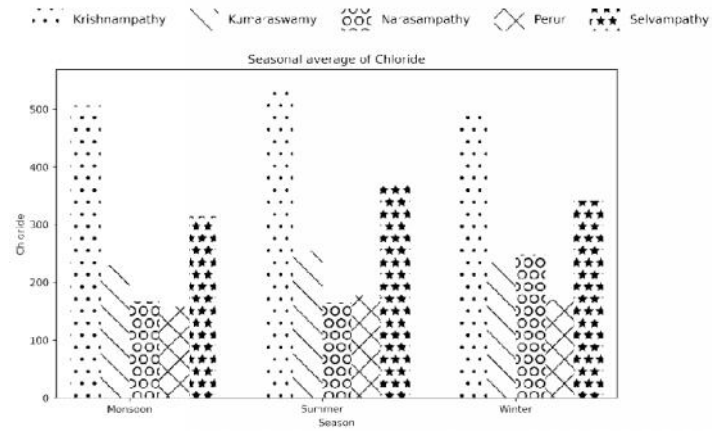 Krishnampathy Kumaraswamy Narasampathy Perur Selvampathy
Seasonal average of Chloride
Chloride
500
400
300
200
100
0
Monsoon Summer Winter
Season